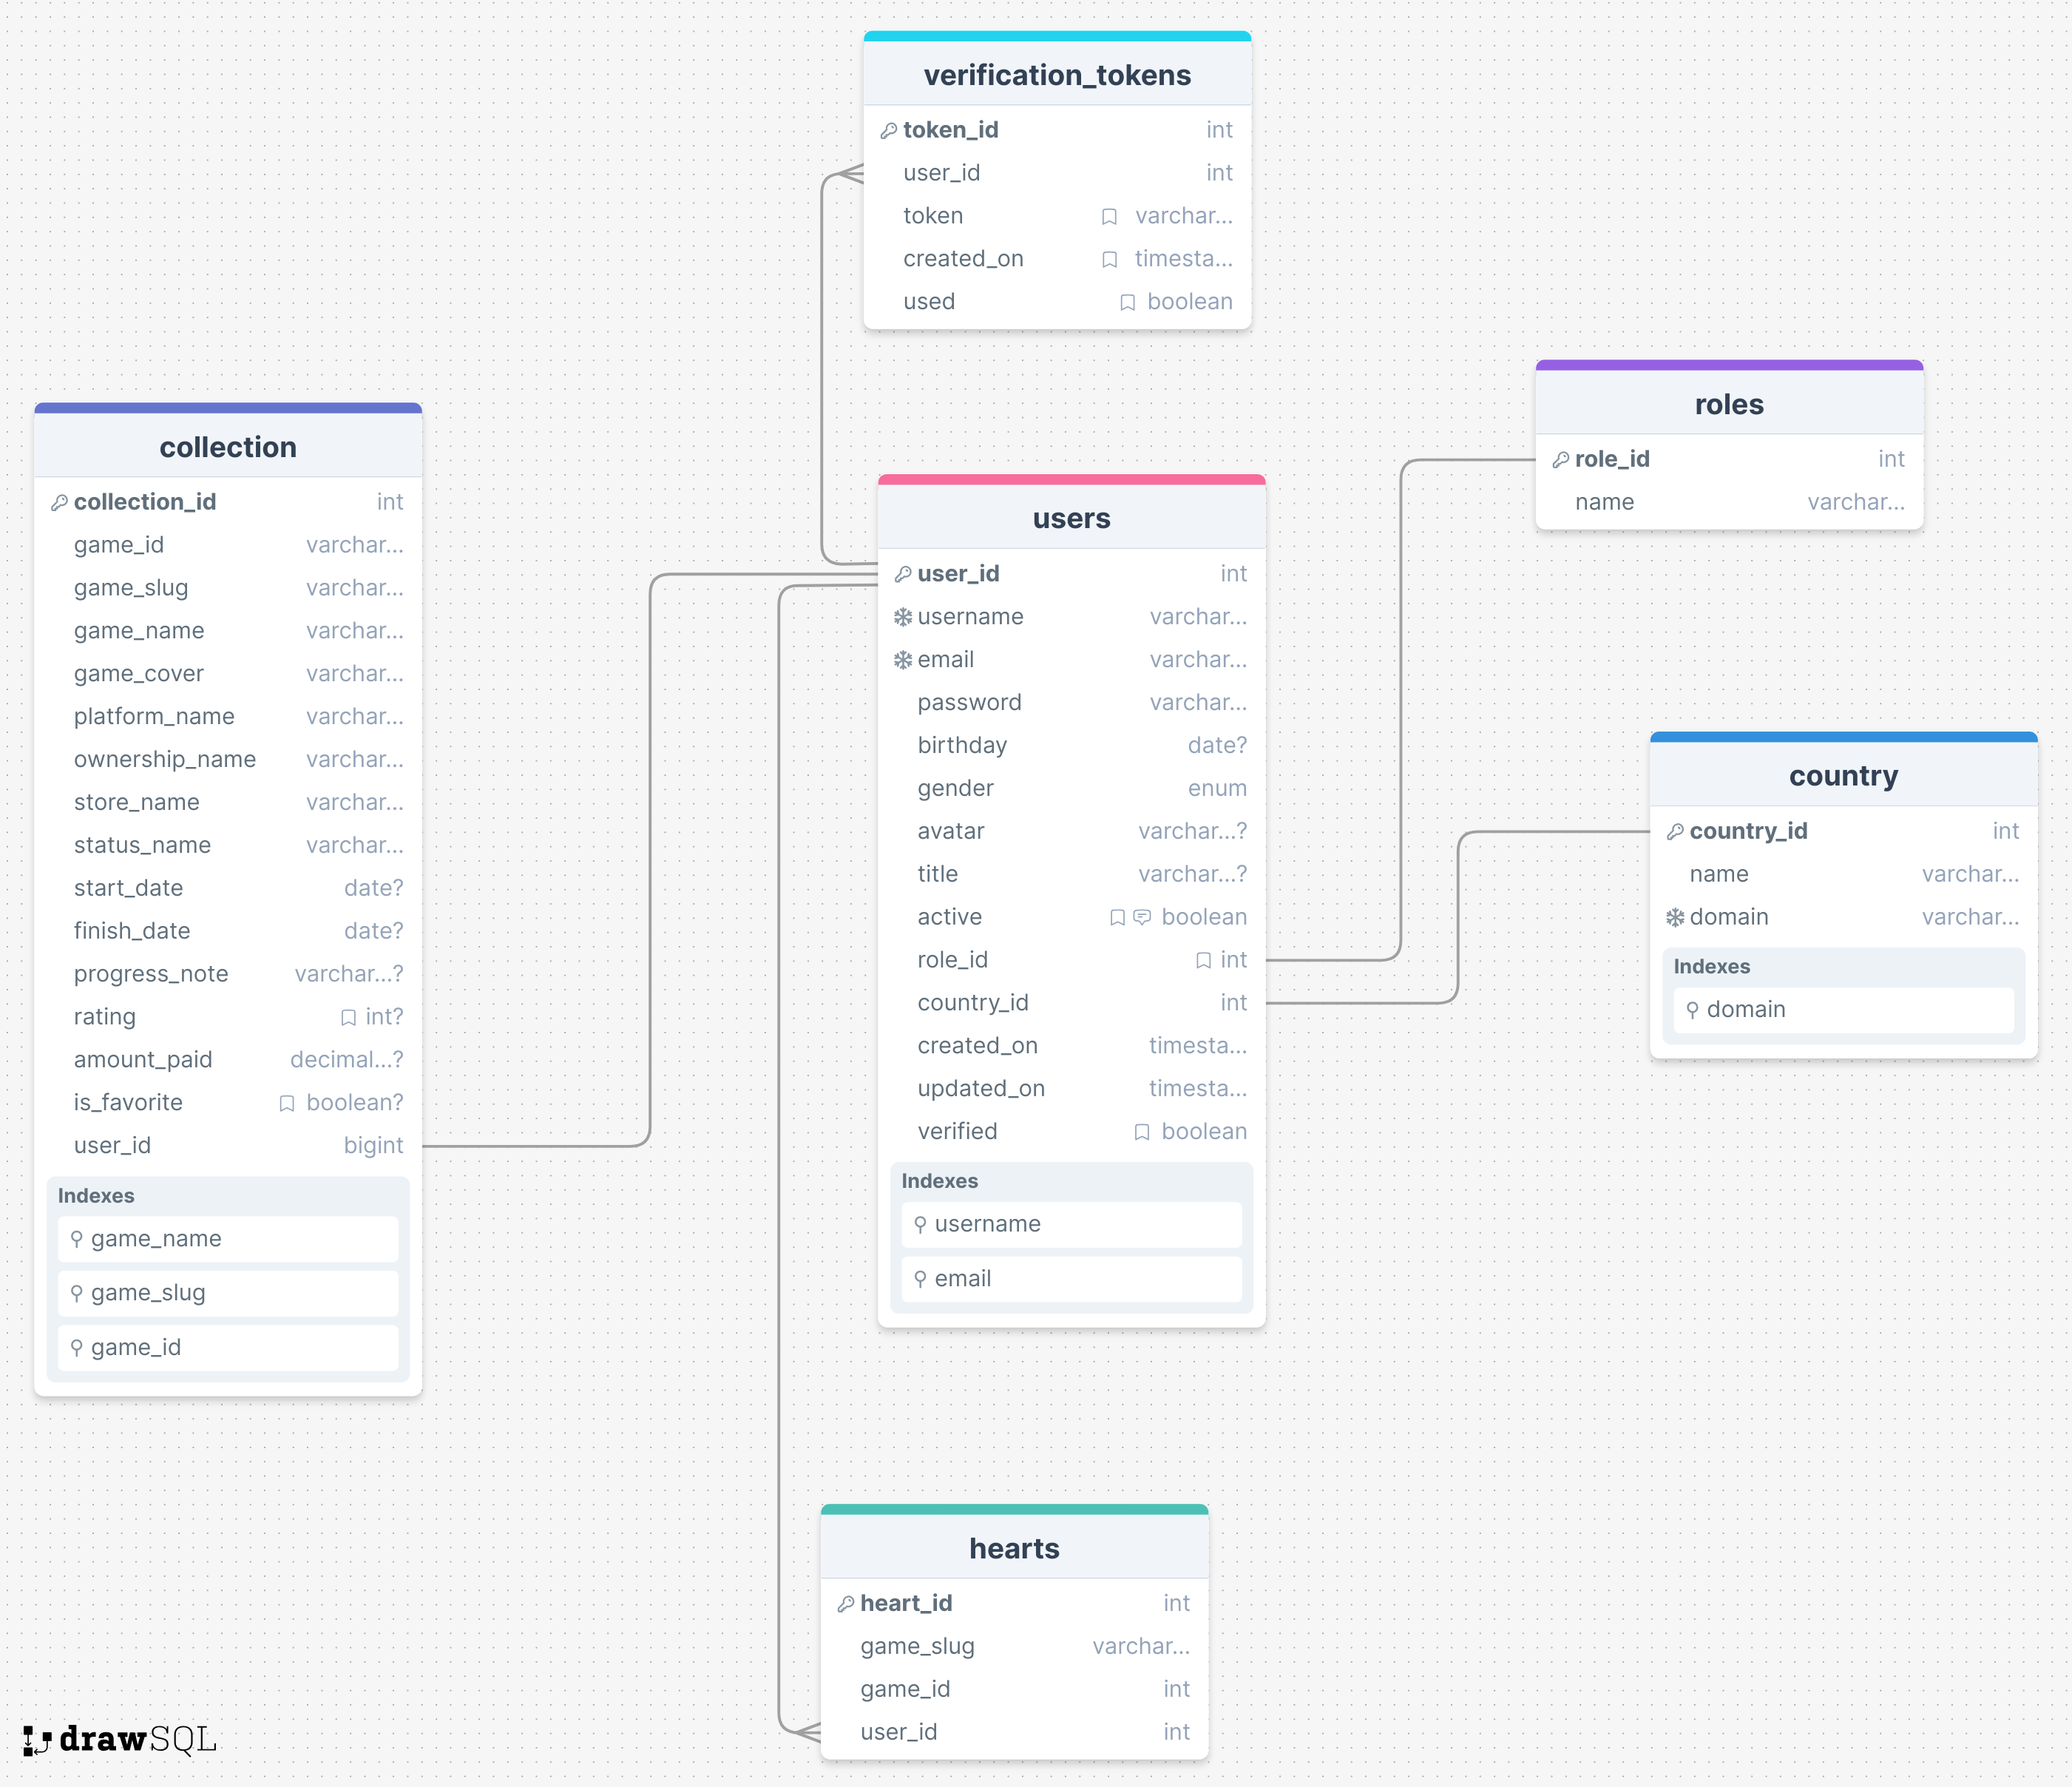 verification_tokens
token_id int
user_id int
token varchar...
created_on timesta...
used boolean
collection
collection_id int
game_id varchar...
game_slug varchar...
game_name varchar...
game_cover varchar...
platform_name varchar...
ownership_name varchar...
store_name varchar...
status_name varchar...
start_date date?
finish_date date?
progress_note varchar...?
rating int?
amount_paid decimal...?
is_favorite boolean?
user_id bigint
Indexes
game_name
game_slug
game_id
users
user_id int
username varchar...
email varchar...
password varchar...
birthday date?
gender enum
avatar varchar...?
title varchar...?
active boolean
role_id int
country_id int
created_on timesta...
updated_on timesta...
verified boolean
Indexes
username
email
roles
role_id int
name varchar...
country
country_id int
name varchar...
domain varchar...
Indexes
domain
hearts
heart_id int
game_slug varchar...
game_id int
user_id int
drawSQL